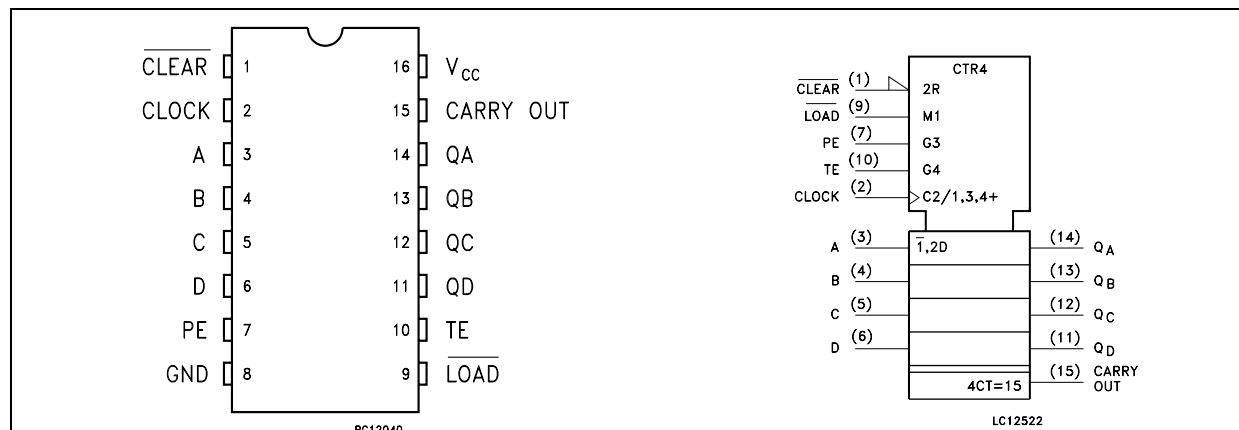 CLEAR 1 16 VCC
CLOCK 2 15 CARRY OUT
A 3 14 QA
B 4 13 QB
C 5 12 QC
D 6 11 QD
PE 7 10 TE
GND 8 9 LOAD
CTR4
CLEAR (1) 2R
LOAD (9) M1
PE (7) G3
TE (10) G4
CLOCK (2) C2/1,3,4+
A (3) 1̅,2D (14) QA
B (4) (13) QB
C (5) (12) QC
D (6) (11) QD
4CT=15 (15) CARRY OUT
LC12522